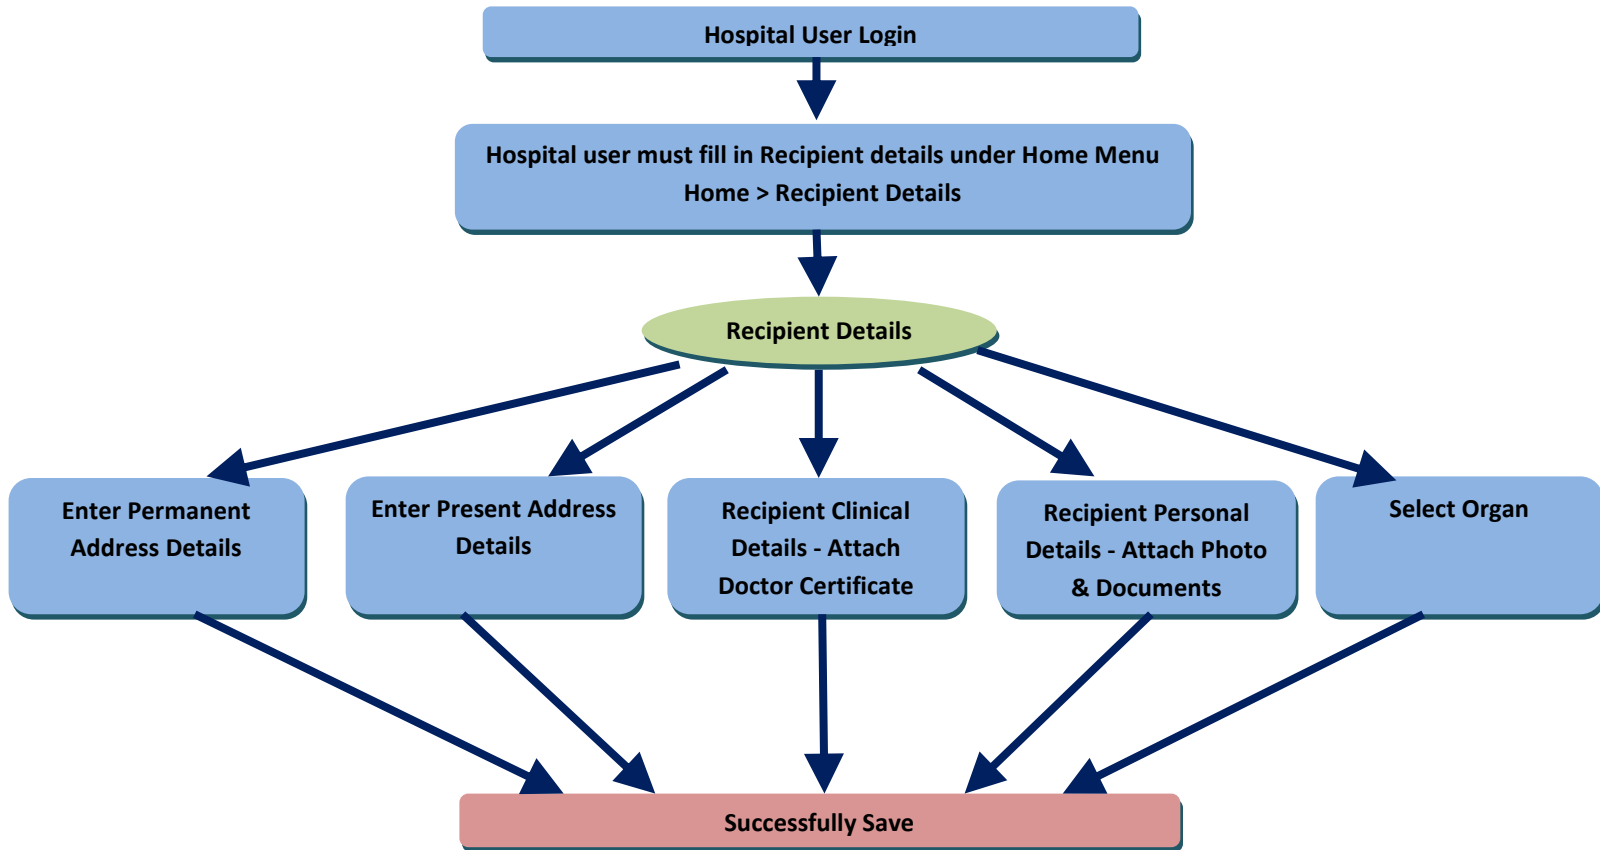 Hospital User Login
Hospital user must fill in Recipient details under Home Menu
Home > Recipient Details
Recipient Details
Enter Permanent
Address Details
Enter Present Address
Details
Recipient Clinical
Details - Attach
Doctor Certificate
Recipient Personal
Details - Attach Photo
& Documents
Select Organ
Successfully Save